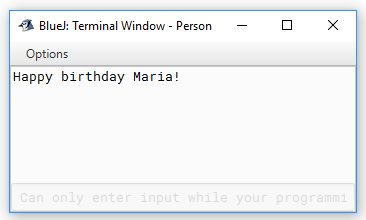 BlueJ: Terminal Window - Person
Options
Happy birthday Maria!
Can only enter input while your programmi